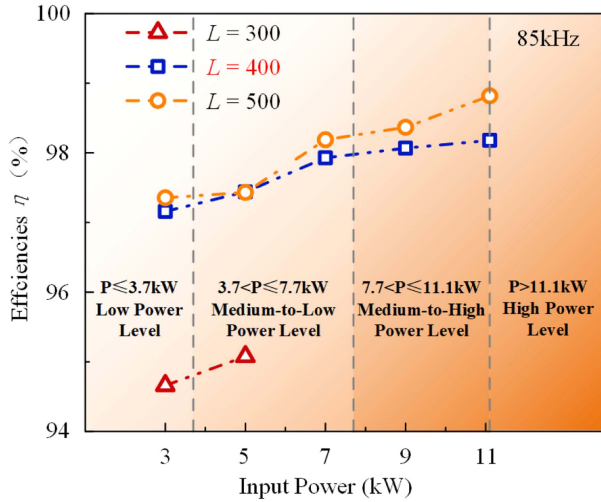 100
98
96
94
Effciencies η (%)
L = 300
L = 400
L = 500
85kHz
P≤3.7kW
Low Power
Level
3.7<P≤7.7kW
Medium-to-Low
Power Level
7.7<P≤11.1kW
Medium-to-High
Power Level
P>11.1kW
High Power
Level
3 5 7 9 11
Input Power (kW)